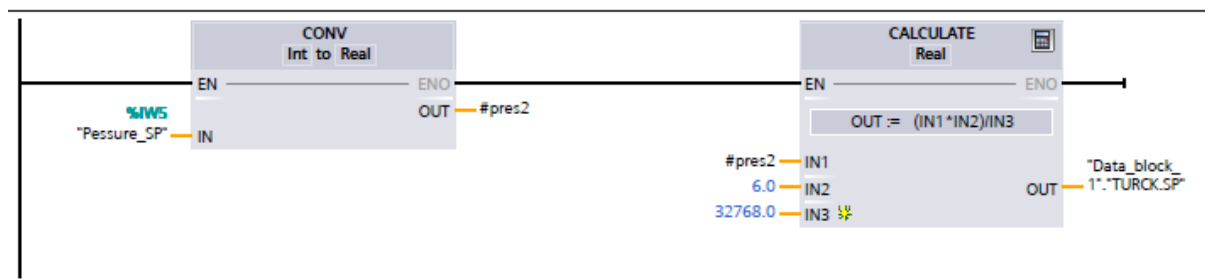 CONV
Int to Real
EN
ENO
%IW5
"Pessure_SP"
IN
OUT
#pres2
CALCULATE
Real
EN
ENO
OUT := (IN1*IN2)/IN3
#pres2
IN1
6.0
IN2
32768.0
IN3
OUT
"Data_block_
1"."TURCK.SP"